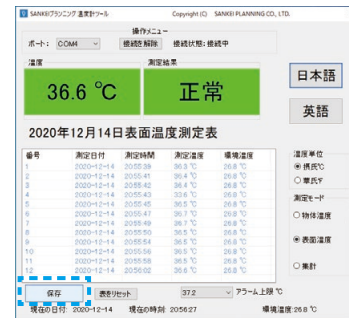 SANKEIプランニング 温度計ツール Copyright (C) SANKEI PLANNING CO., LTD.
操作メニュー
ポート: COM4 接続を解除 接続状態: 接続中
温度 測定結果
36.6 ℃ 正常
日本語
英語
2020年12月14日表面温度測定表
番号 測定日付 測定時間 測定温度 環境温度
1 2020-12-14 20:55:39 36.3 ℃ 26.8 ℃
2 2020-12-14 20:55:41 36.4 ℃ 26.8 ℃
3 2020-12-14 20:55:42 36.4 ℃ 26.8 ℃
4 2020-12-14 20:55:43 33.6 ℃ 26.8 ℃
5 2020-12-14 20:55:45 36.5 ℃ 26.8 ℃
6 2020-12-14 20:55:47 36.7 ℃ 26.8 ℃
7 2020-12-14 20:55:49 36.7 ℃ 26.8 ℃
8 2020-12-14 20:55:50 36.5 ℃ 26.8 ℃
9 2020-12-14 20:55:54 36.5 ℃ 26.8 ℃
10 2020-12-14 20:55:56 36.5 ℃ 26.8 ℃
11 2020-12-14 20:55:58 36.5 ℃ 26.8 ℃
12 2020-12-14 20:56:02 36.6 ℃ 26.8 ℃
温度単位
摂氏℃
華氏℉
測定モード
物体温度
表面温度
集計
保存 表をリセット 37.2 アラーム上限 ℃
現在の日付: 2020-12-14 現在の時刻: 20:56:27 環境温度: 26.8 ℃